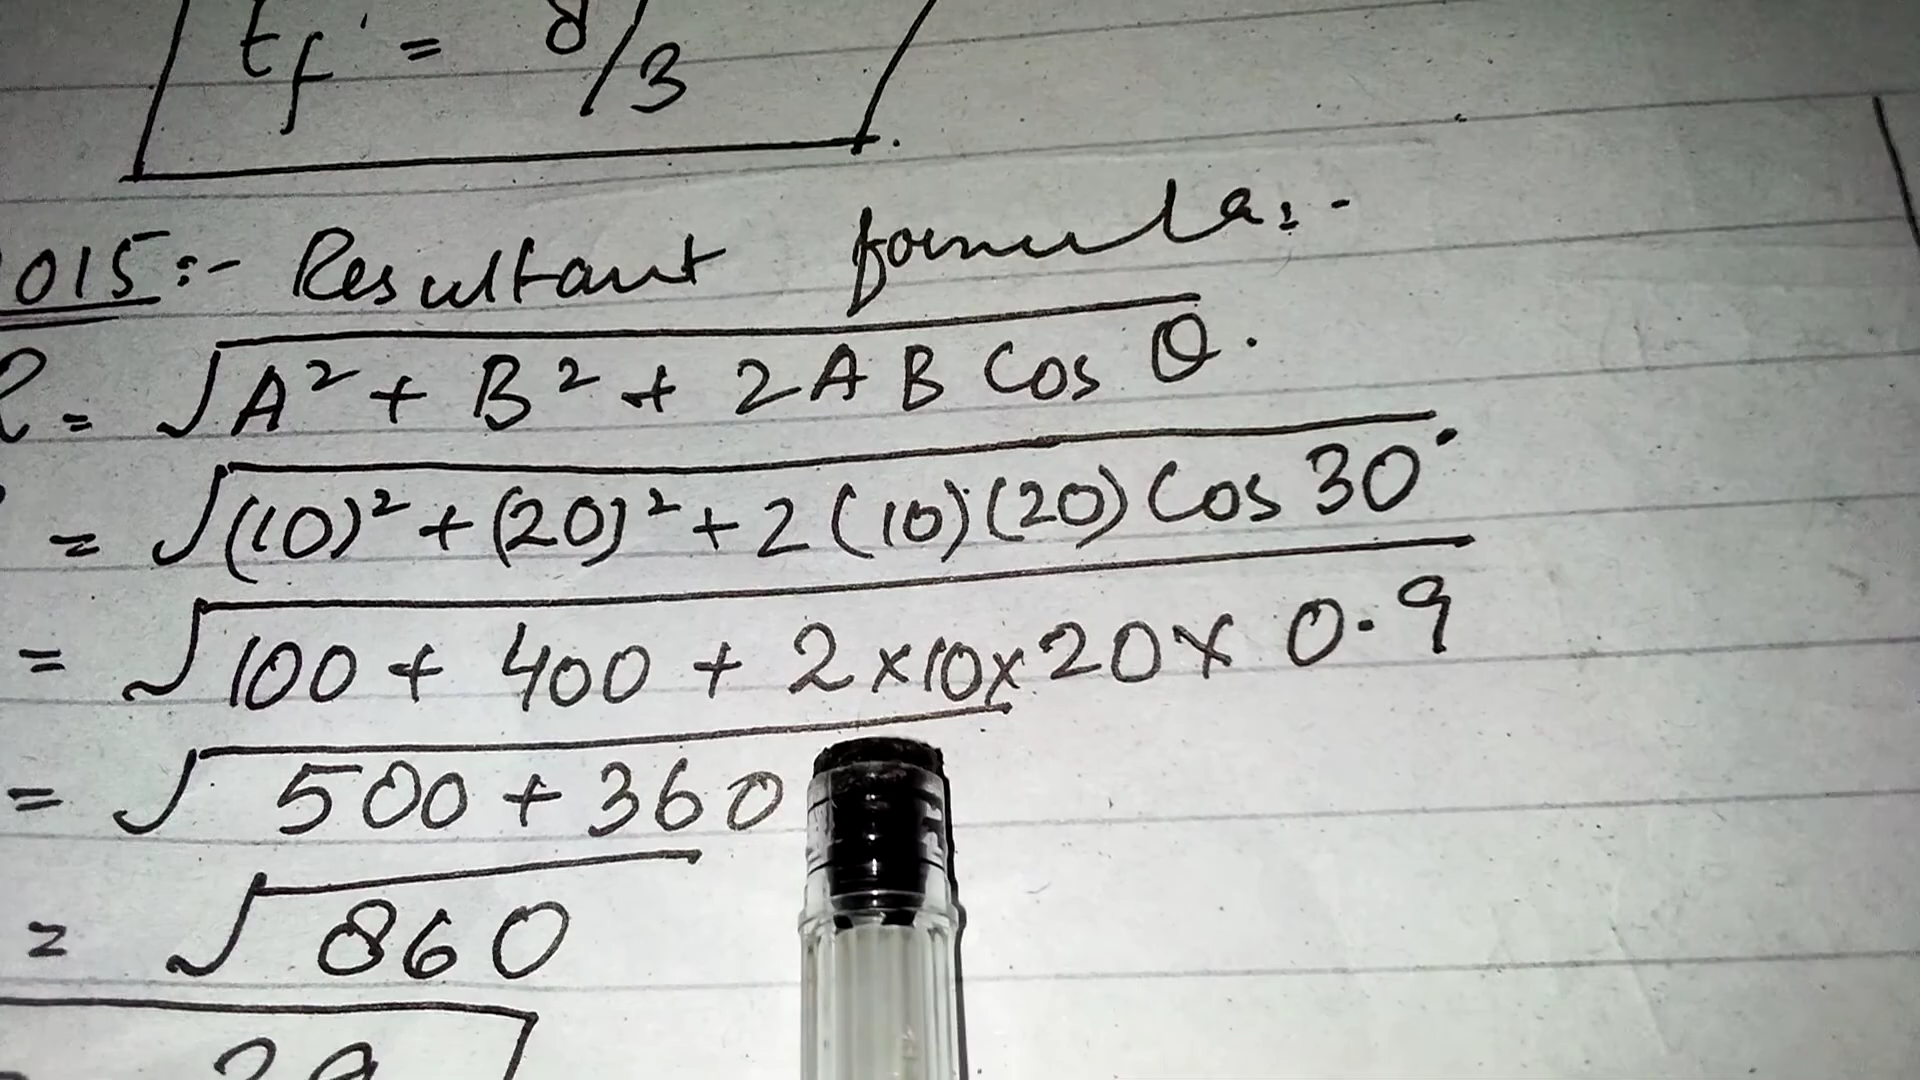 tf' = 8/3
015:- Resultant formula:-
R = √A² + B² + 2AB Cos θ.
= √(10)² + (20)² + 2(10)(20) Cos 30°
= √100 + 400 + 2×10×20× 0.9
= √500 + 360
= √860